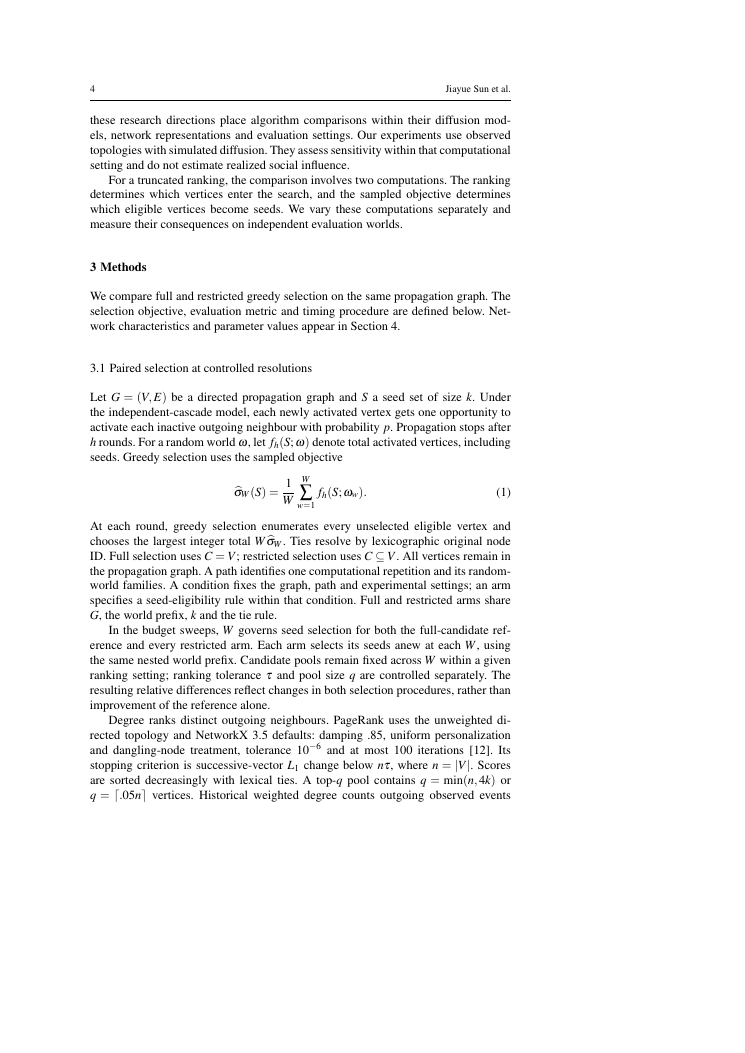 4 Jiayue Sun et al.
these research directions place algorithm comparisons within their diffusion mod-
els, network representations and evaluation settings. Our experiments use observed
topologies with simulated diffusion. They assess sensitivity within that computational
setting and do not estimate realized social influence.
For a truncated ranking, the comparison involves two computations. The ranking
determines which vertices enter the search, and the sampled objective determines
which eligible vertices become seeds. We vary these computations separately and
measure their consequences on independent evaluation worlds.
3 Methods
We compare full and restricted greedy selection on the same propagation graph. The
selection objective, evaluation metric and timing procedure are defined below. Net-
work characteristics and parameter values appear in Section 4.
3.1 Paired selection at controlled resolutions
Let G = (V,E) be a directed propagation graph and S a seed set of size k. Under
the independent-cascade model, each newly activated vertex gets one opportunity to
activate each inactive outgoing neighbour with probability p. Propagation stops after
h rounds. For a random world ω, let f_h(S;ω) denote total activated vertices, including
seeds. Greedy selection uses the sampled objective
σ̂_W(S) = 1/W ∑_{w=1}^{W} f_h(S;ω_w). (1)
At each round, greedy selection enumerates every unselected eligible vertex and
chooses the largest integer total Wσ̂_W. Ties resolve by lexicographic original node
ID. Full selection uses C = V; restricted selection uses C ⊆ V. All vertices remain in
the propagation graph. A path identifies one computational repetition and its random-
world families. A condition fixes the graph, path and experimental settings; an arm
specifies a seed-eligibility rule within that condition. Full and restricted arms share
G, the world prefix, k and the tie rule.
In the budget sweeps, W governs seed selection for both the full-candidate ref-
erence and every restricted arm. Each arm selects its seeds anew at each W, using
the same nested world prefix. Candidate pools remain fixed across W within a given
ranking setting; ranking tolerance τ and pool size q are controlled separately. The
resulting relative differences reflect changes in both selection procedures, rather than
improvement of the reference alone.
Degree ranks distinct outgoing neighbours. PageRank uses the unweighted di-
rected topology and NetworkX 3.5 defaults: damping .85, uniform personalization
and dangling-node treatment, tolerance 10⁻⁶ and at most 100 iterations [12]. Its
stopping criterion is successive-vector L₁ change below nτ, where n = |V|. Scores
are sorted decreasingly with lexical ties. A top-q pool contains q = min(n,4k) or
q = ⌈.05n⌉ vertices. Historical weighted degree counts outgoing observed events